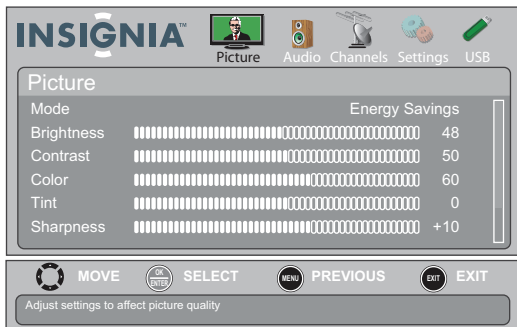 INSIGNIA™
Picture Audio Channels Settings USB
Picture
Mode Energy Savings
Brightness 48
Contrast 50
Color 60
Tint 0
Sharpness +10
MOVE OK ENTER SELECT MENU PREVIOUS EXIT EXIT
Adjust settings to affect picture quality